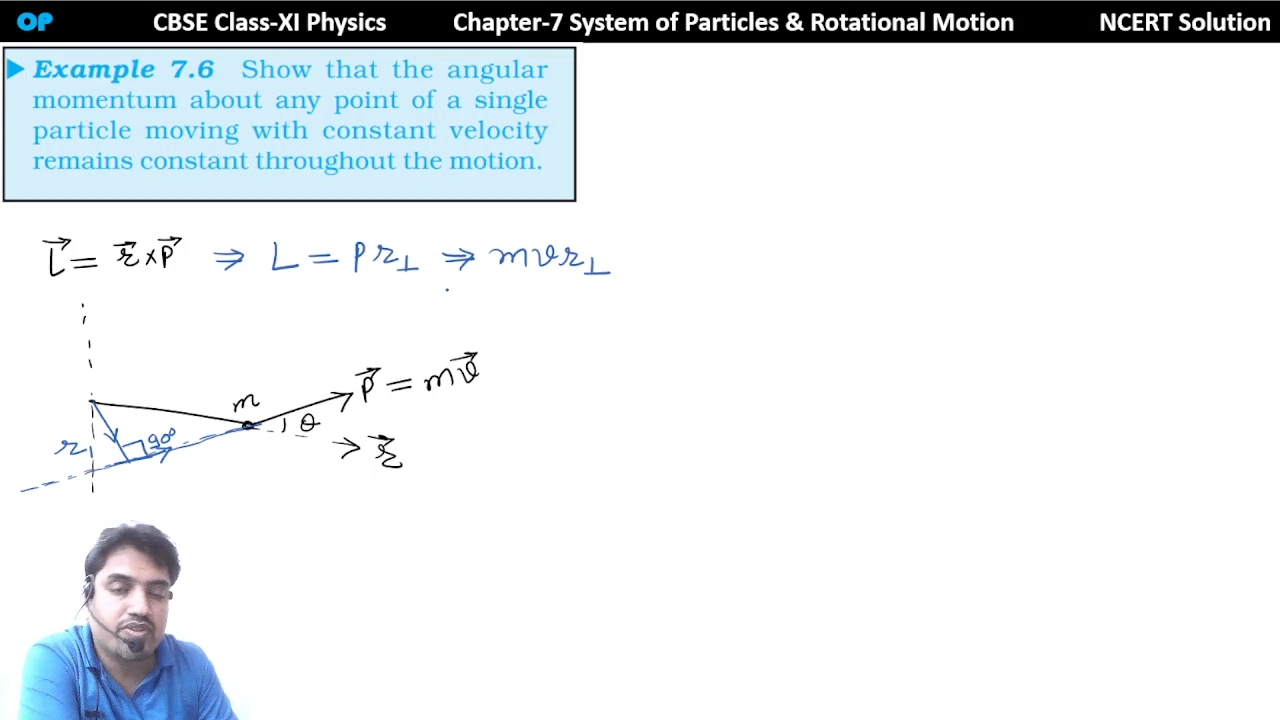 OP CBSE Class-XI Physics Chapter-7 System of Particles & Rotational Motion NCERT Solution
Example 7.6 Show that the angular
momentum about any point of a single
particle moving with constant velocity
remains constant throughout the motion.
L⃗ = r⃗ × P⃗ ⇒ L = P r⊥ ⇒ m v r⊥
P⃗ = m v⃗
m
θ
90°
r⊥
r⃗